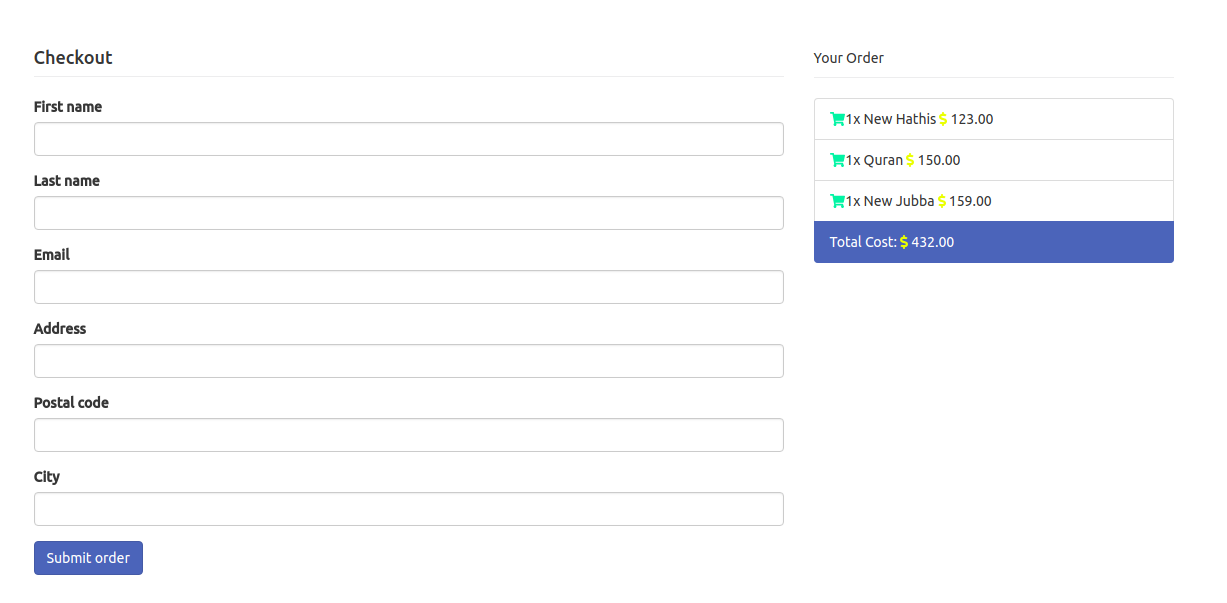 Checkout
First name
Last name
Email
Address
Postal code
City
Submit order
Your Order
1x New Hathis $ 123.00
1x Quran $ 150.00
1x New Jubba $ 159.00
Total Cost: $ 432.00